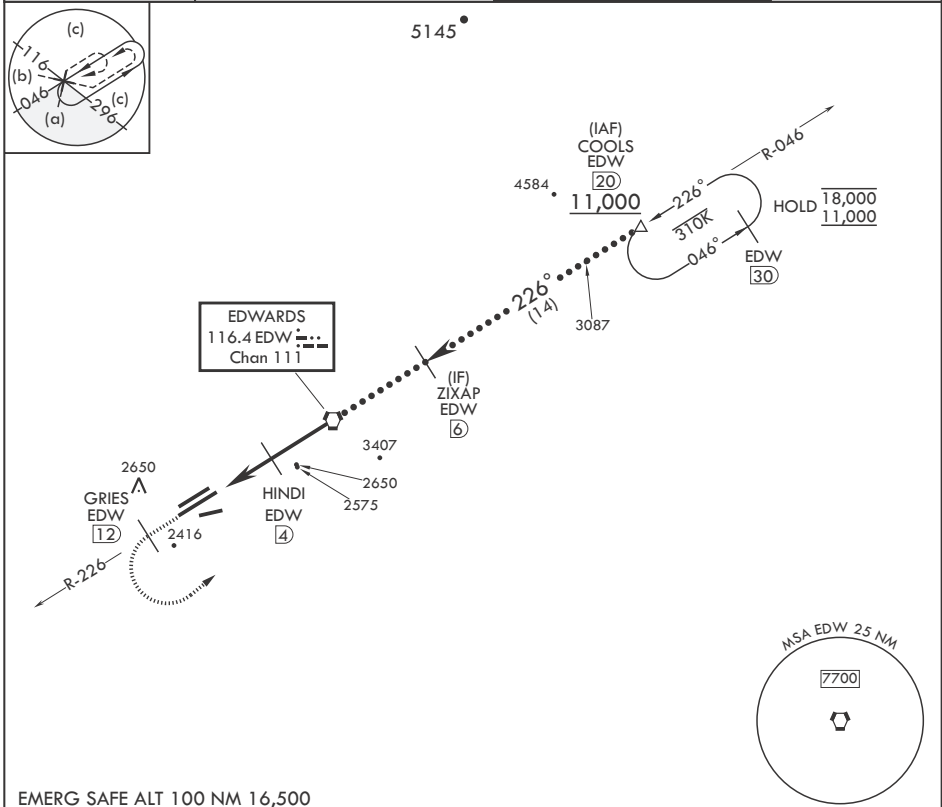 (c)
116
(b)
046
(a)
296
(c)
5145
(IAF)
COOLS
EDW
20
11,000
4584
R-046
226°
310K
046°
HOLD 18,000
11,000
EDW
30
226°
(14)
3087
EDWARDS
116.4 EDW
Chan 111
(IF)
ZIXAP
EDW
6
3407
2650
2575
HINDI
EDW
4
2650
GRIES
EDW
12
2416
R-226
MSA EDW 25 NM
7700
EMERG SAFE ALT 100 NM 16,500